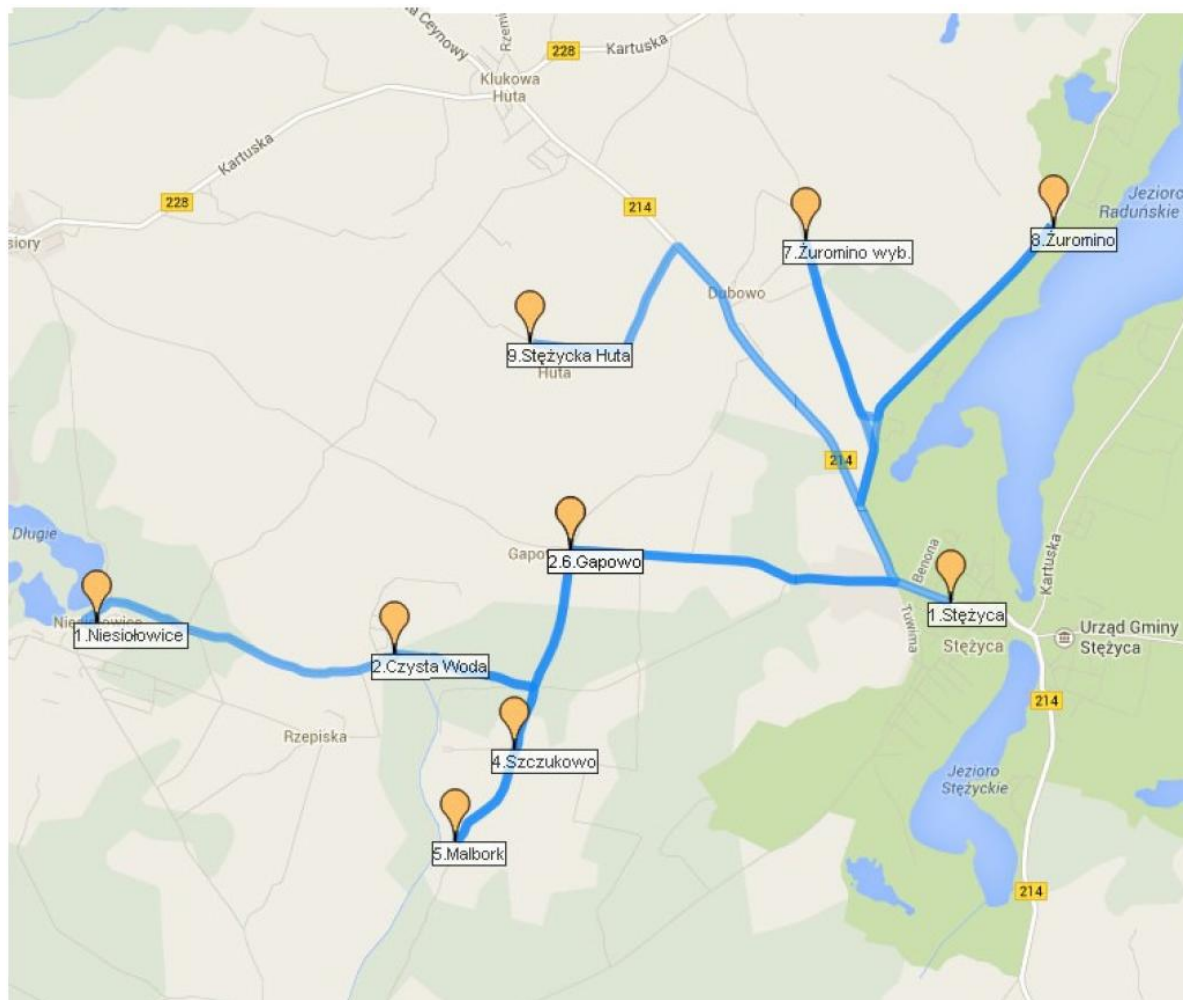 a Ceynowy
Rzemi
228
Kartuska
Klukowa
Huta
Kartuska
228
siory
214
Jezioro
Raduńskie
7.Żuromino wyb.
8.Żuromino
Dubowo
9.Stężycka Huta
Huta
214
Długie
Gapowo
2.6.Gapowo
Benona
Kartuska
1.Stężyca
Tuwima
Stężyca
Urząd Gminy
Stężyca
1.Niesiołowice
2.Czysta Woda
Rzepiska
4.Szczukowo
214
Jezioro
Stężyckie
5.Malbork
214